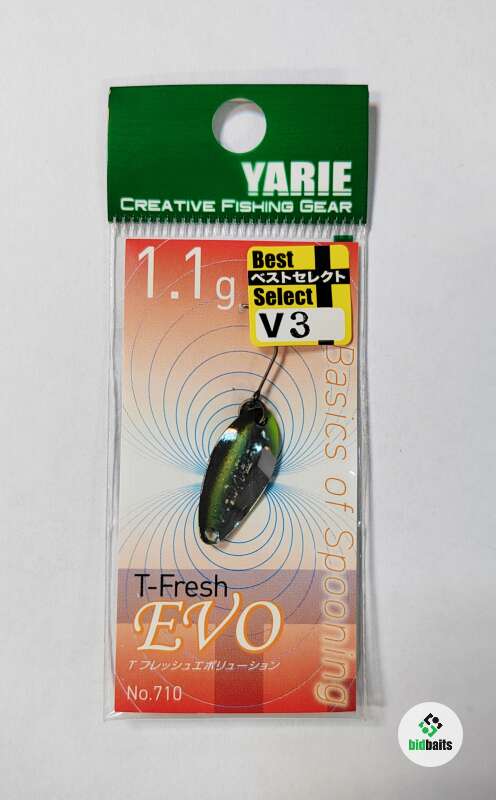 YARIE
CREATIVE FISHING GEAR
1.1g
Best
ベストセレクト
Select
V3
Basics of Spooning
T-Fresh
EVO
Tフレッシュエボリューション
No.710
bidbaits